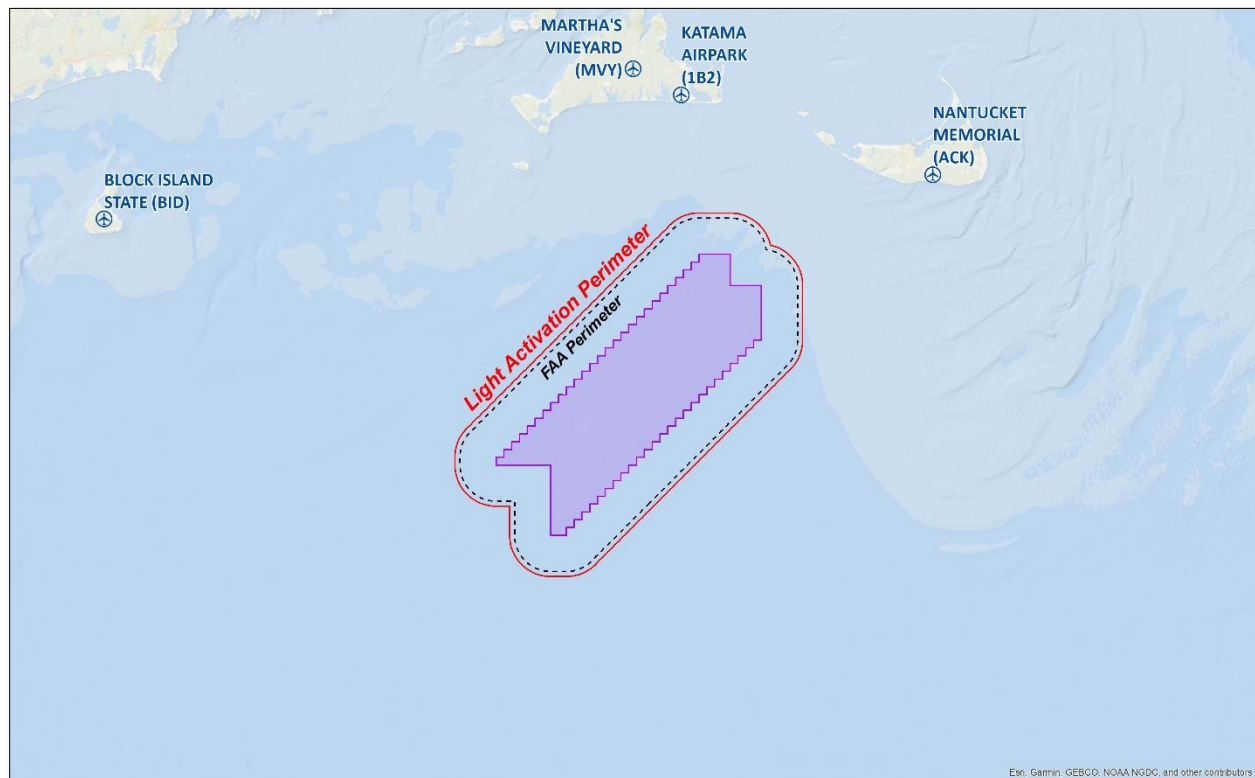 MARTHA'S
VINEYARD
(MVY)
KATAMA
AIRPARK
(1B2)
NANTUCKET
MEMORIAL
(ACK)
BLOCK ISLAND
STATE (BID)
Light Activation Perimeter
FAA Perimeter
Esri, Garmin, GEBCO, NOAA NGDC, and other contributors